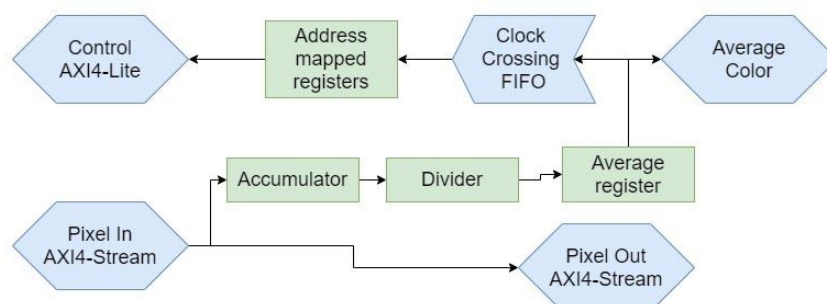 Control
AXI4-Lite
Address
mapped
registers
Clock
Crossing
FIFO
Average
Color
Accumulator
Divider
Average
register
Pixel In
AXI4-Stream
Pixel Out
AXI4-Stream